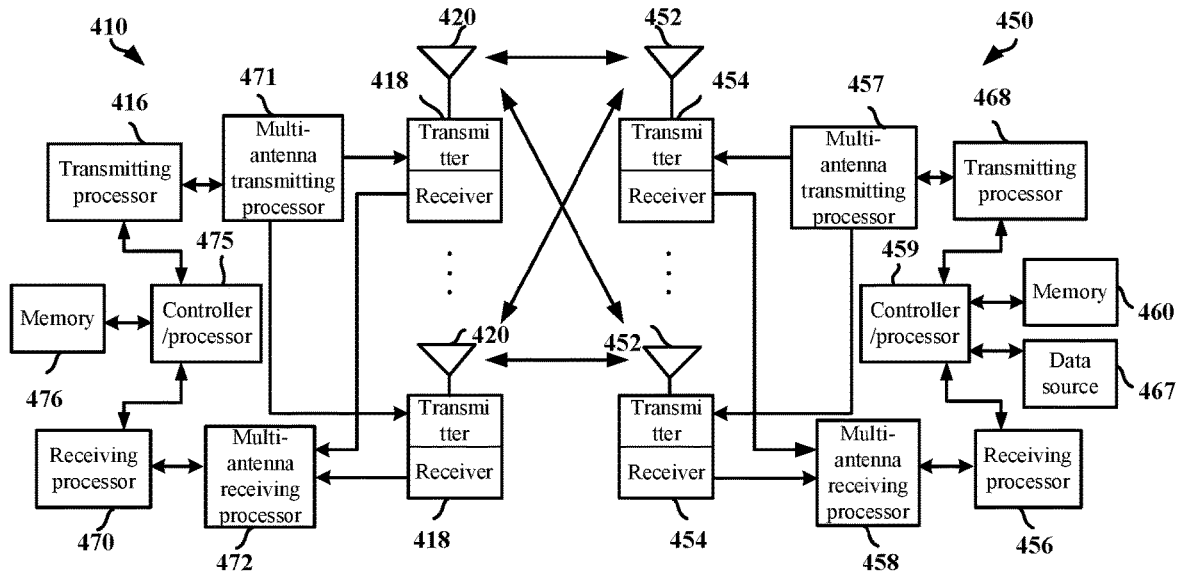 410
420
452
450
471
418
454
457
468
416
Transmitting
processor
Multi-
antenna
transmitting
processor
Transmi
tter
Receiver
Transmi
tter
Receiver
Multi-
antenna
transmitting
processor
Transmitting
processor
475
459
Memory
Controller
/processor
Controller
/processor
Memory
460
476
420
452
Data
source
467
Receiving
processor
Multi-
antenna
receiving
processor
Transmi
tter
Receiver
Transmi
tter
Receiver
Multi-
antenna
receiving
processor
Receiving
processor
470
472
418
454
458
456